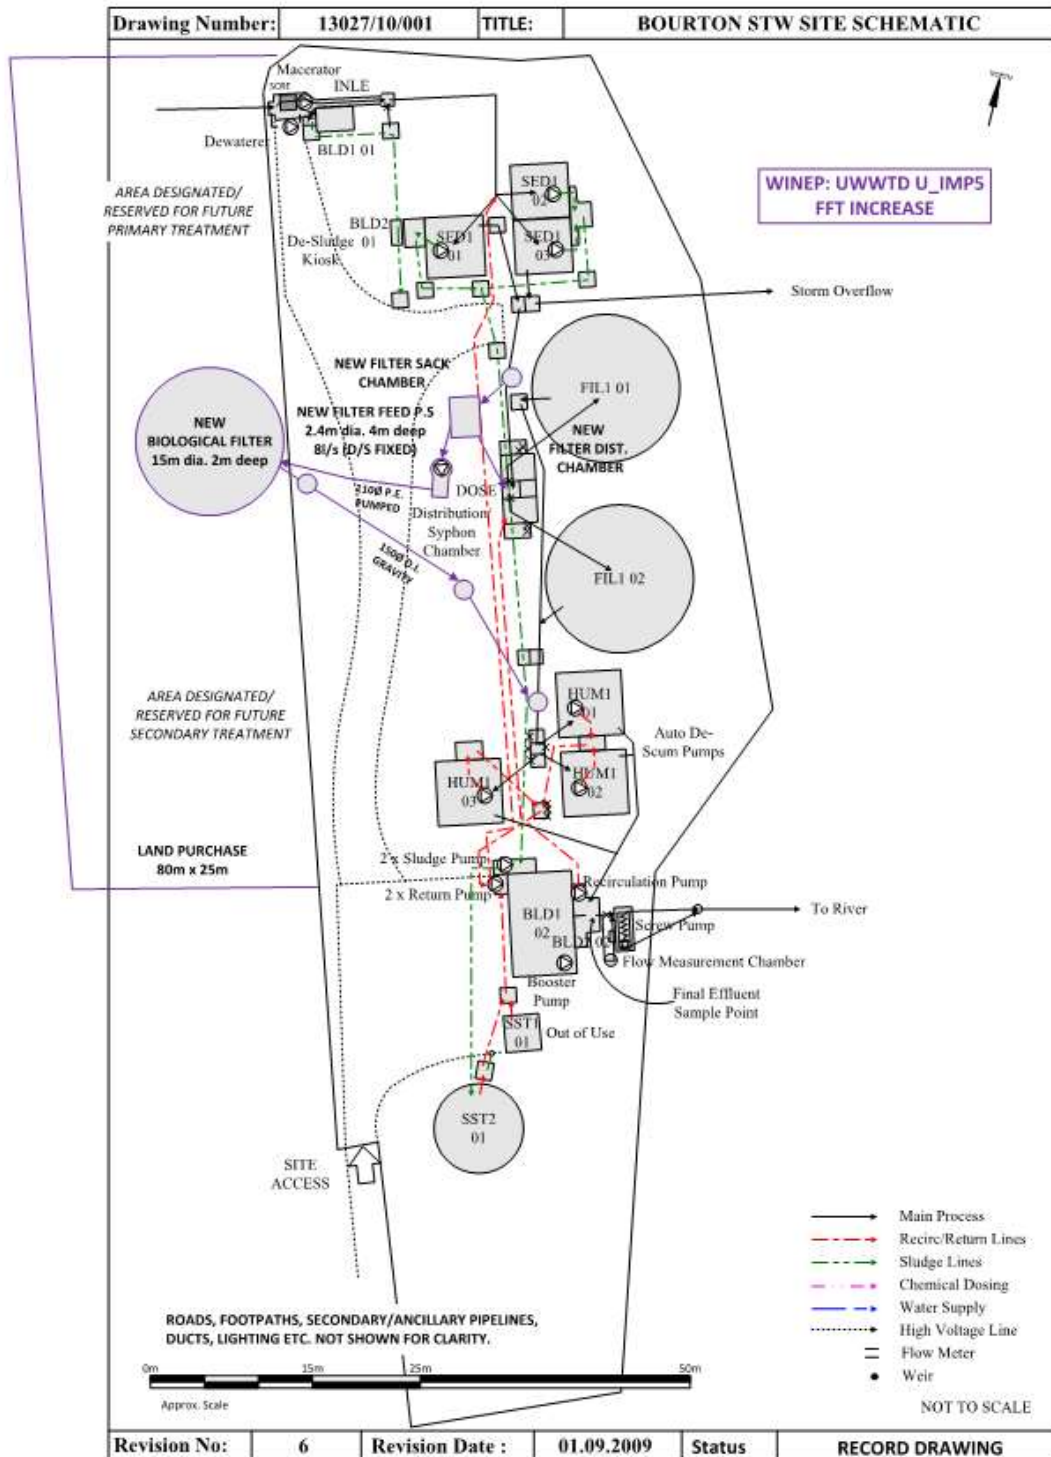 Drawing Number: 13027/10/001 TITLE: BOURTON STW SITE SCHEMATIC
Macerator
SCRE
INLE
Dewaterer
BLD1 01
AREA DESIGNATED/
RESERVED FOR FUTURE
PRIMARY TREATMENT
WINEP: UWWTD U_IMP5
FFT INCREASE
SED1
02
BLD2
01
De-Sludge
Kiosk
SED1
01
SED1
03
Storm Overflow
NEW FILTER SACK
CHAMBER
FIL1 01
NEW FILTER FEED P.S
2.4m dia. 4m deep
8l/s (D/S FIXED)
NEW
BIOLOGICAL FILTER
15m dia. 2m deep
NEW
FILTER DIST.
CHAMBER
DOSE
210Ø P.E.
PUMPED
Distribution
Syphon
Chamber
150Ø D.I.
GRAVITY
FIL1 02
AREA DESIGNATED/
RESERVED FOR FUTURE
SECONDARY TREATMENT
HUM1
01
Auto De-
Scum Pumps
HUM1
02
HUM1
03
LAND PURCHASE
80m x 25m
2 x Sludge Pump
2 x Return Pump
Recirculation Pump
BLD1
02
BLD2 02
Screw Pump
To River
Flow Measurement Chamber
Booster
Pump
Final Effluent
Sample Point
SST1
01
Out of Use
SST2
01
SITE
ACCESS
Main Process
Recirc/Return Lines
Sludge Lines
Chemical Dosing
Water Supply
High Voltage Line
Flow Meter
Weir
ROADS, FOOTPATHS, SECONDARY/ANCILLARY PIPELINES,
DUCTS, LIGHTING ETC. NOT SHOWN FOR CLARITY.
0m 15m 25m 50m
Approx. Scale
NOT TO SCALE
Revision No: 6 Revision Date : 01.09.2009 Status RECORD DRAWING